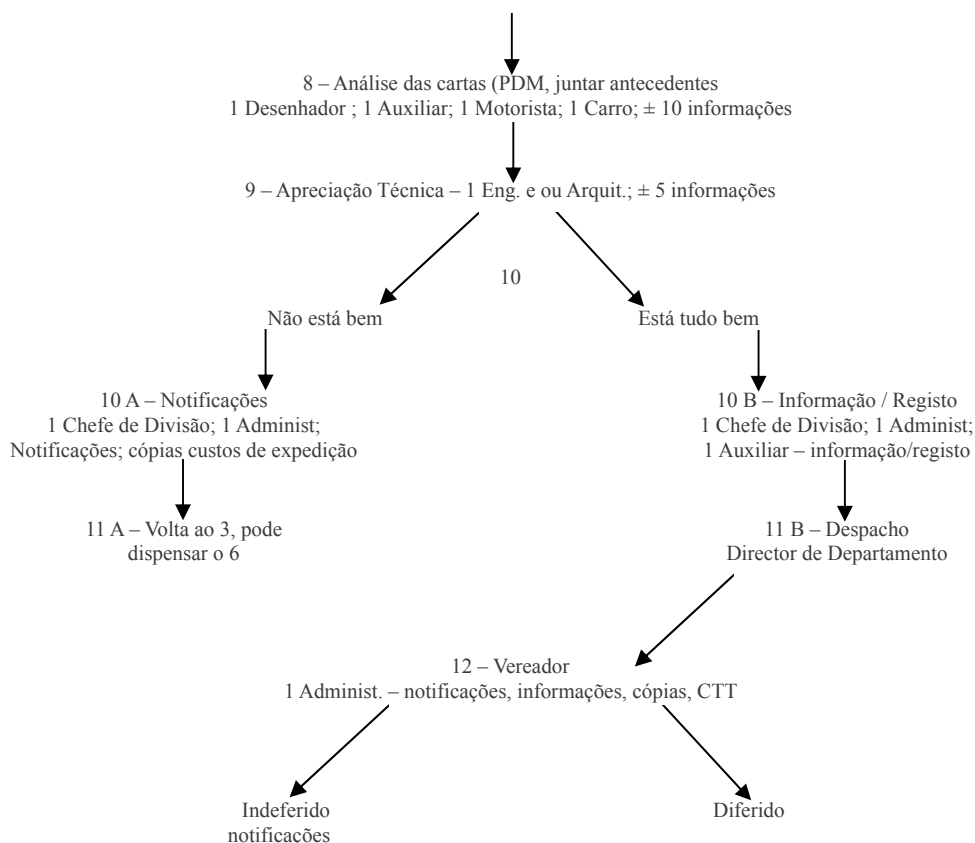 8 – Análise das cartas (PDM, juntar antecedentes
1 Desenhador ; 1 Auxiliar; 1 Motorista; 1 Carro; ± 10 informações
9 – Apreciação Técnica – 1 Eng. e ou Arquit.; ± 5 informações
10
Não está bem
Está tudo bem
10 A – Notificações
1 Chefe de Divisão; 1 Administ;
Notificações; cópias custos de expedição
10 B – Informação / Registo
1 Chefe de Divisão; 1 Administ;
1 Auxiliar – informação/registo
11 A – Volta ao 3, pode
dispensar o 6
11 B – Despacho
Director de Departamento
12 – Vereador
1 Administ. – notificações, informações, cópias, CTT
Indeferido
notificações
Diferido